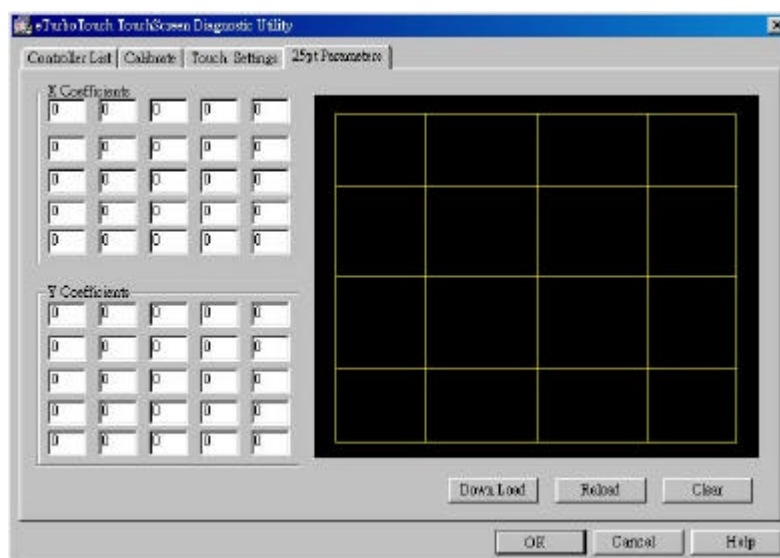 eTurboTouch TouchScreen Diagnostic Utility
Controller List Calibrate Touch Settings 25pt Parameters
X Coefficients
0 0 0 0 0
0 0 0 0 0
0 0 0 0 0
0 0 0 0 0
0 0 0 0 0
Y Coefficients
0 0 0 0 0
0 0 0 0 0
0 0 0 0 0
0 0 0 0 0
0 0 0 0 0
Down Load Reload Clear
OK Cancel Help